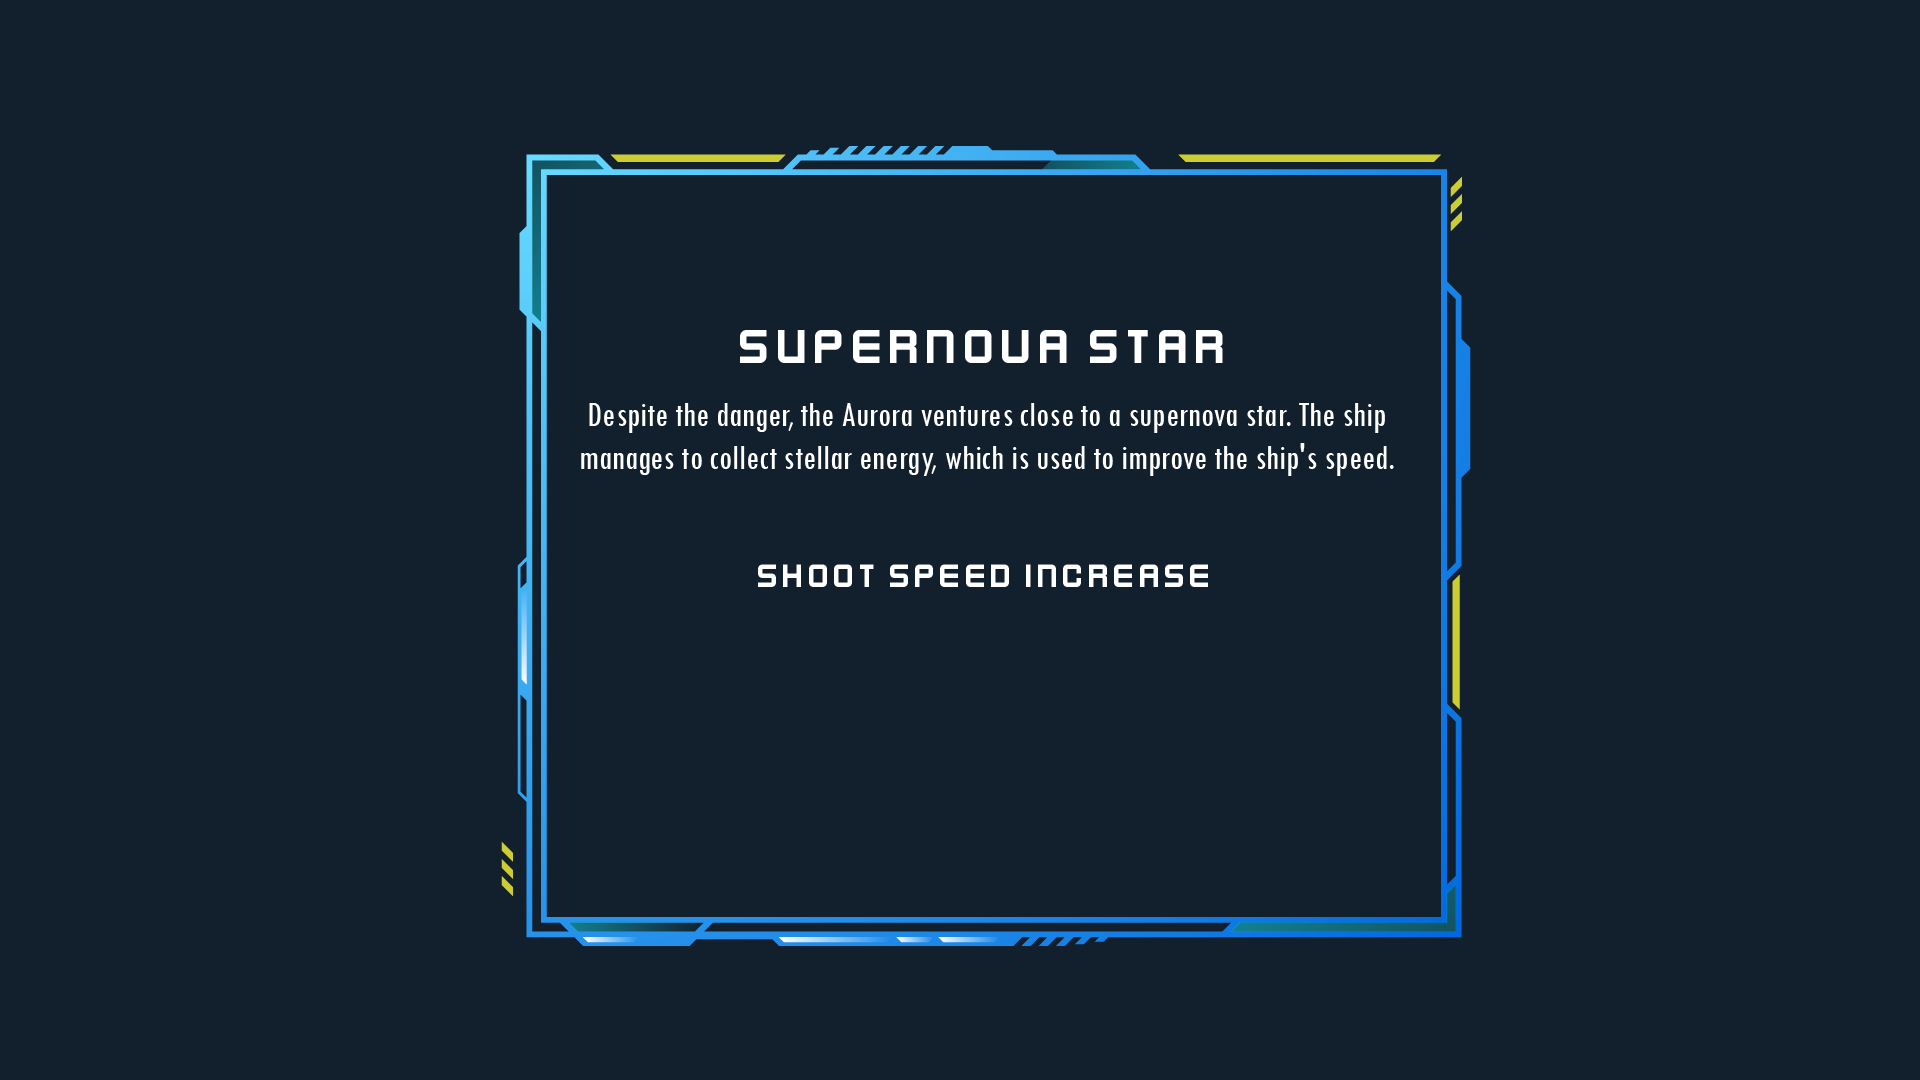 SUPERNOVA STAR
Despite the danger, the Aurora ventures close to a supernova star. The ship
manages to collect stellar energy, which is used to improve the ship's speed.
SHOOT SPEED INCREASE